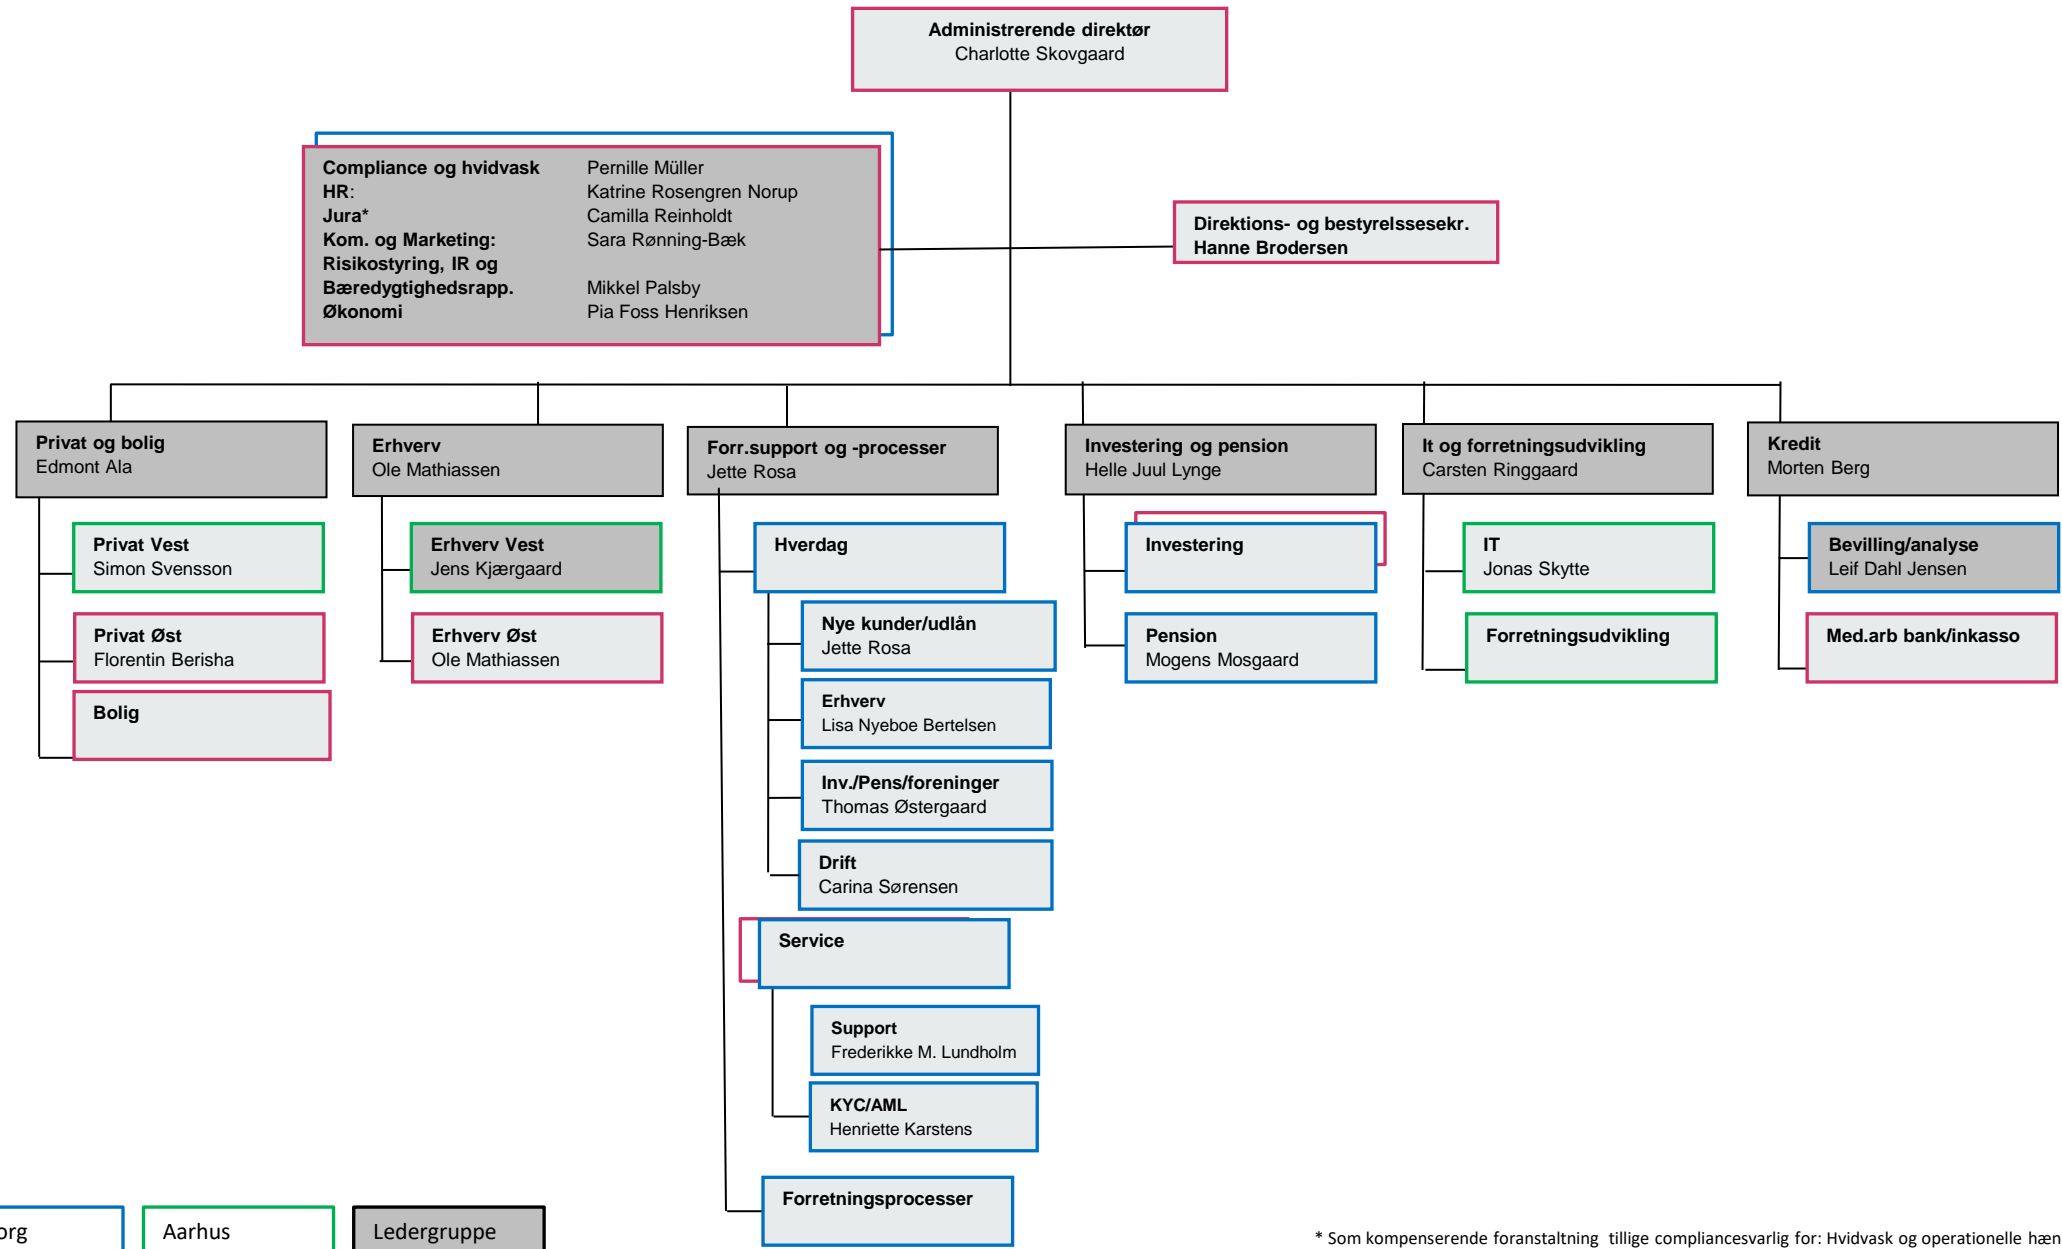 Administrerende direktør
Charlotte Skovgaard
Compliance og hvidvask Pernille Müller
HR: Katrine Rosengren Norup
Jura* Camilla Reinholdt
Kom. og Marketing: Sara Rønning-Bæk
Risikostyring, IR og
Bæredygtighedsrapp. Mikkel Palsby
Økonomi Pia Foss Henriksen
Direktions- og bestyrelssesekr.
Hanne Brodersen
Privat og bolig
Edmont Ala
Privat Vest
Simon Svensson
Privat Øst
Florentin Berisha
Bolig
Erhverv
Ole Mathiassen
Erhverv Vest
Jens Kjærgaard
Erhverv Øst
Ole Mathiassen
Forr.support og -processer
Jette Rosa
Hverdag
Nye kunder/udlån
Jette Rosa
Erhverv
Lisa Nyeboe Bertelsen
Inv./Pens/foreninger
Thomas Østergaard
Drift
Carina Sørensen
Service
Support
Frederikke M. Lundholm
KYC/AML
Henriette Karstens
Forretningsprocesser
Investering og pension
Helle Juul Lynge
Investering
Pension
Mogens Mosgaard
It og forretningsudvikling
Carsten Ringgaard
IT
Jonas Skytte
Forretningsudvikling
Kredit
Morten Berg
Bevilling/analyse
Leif Dahl Jensen
Med.arb bank/inkasso
org
Aarhus
Ledergruppe
* Som kompenserende foranstaltning tillige compliancesvarlig for: Hvidvask og operationelle hæn